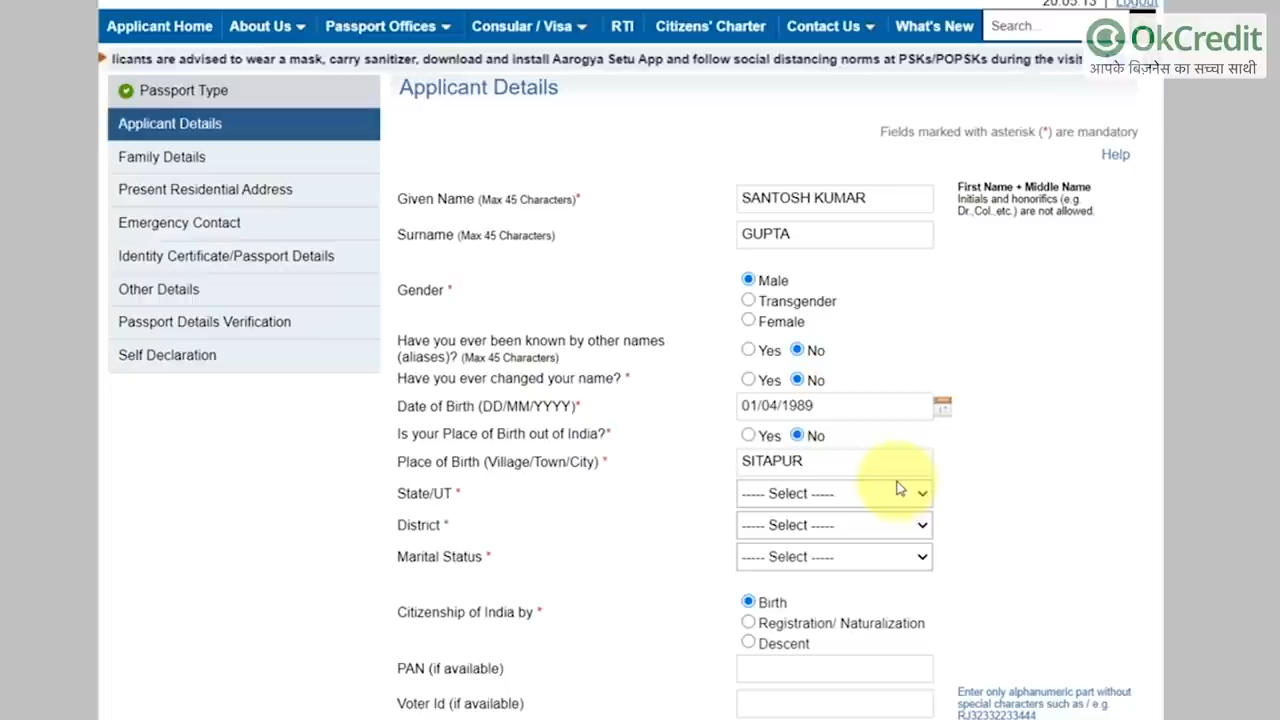 20:05:13 | Logout
Applicant Home About Us Passport Offices Consular / Visa RTI Citizens' Charter Contact Us What's New Search...
OkCredit
आपके बिज़नेस का सच्चा साथी
licants are advised to wear a mask, carry sanitizer, download and install Aarogya Setu App and follow social distancing norms at PSKs/POPSKs during the visit
Passport Type
Applicant Details
Family Details
Present Residential Address
Emergency Contact
Identity Certificate/Passport Details
Other Details
Passport Details Verification
Self Declaration
Applicant Details
Fields marked with asterisk (*) are mandatory
Help
Given Name (Max 45 Characters)* SANTOSH KUMAR
First Name + Middle Name
Initials and honorifics (e.g.
Dr.,Col.,etc.) are not allowed.
Surname (Max 45 Characters) GUPTA
Gender * Male
Transgender
Female
Have you ever been known by other names
(aliases)? (Max 45 Characters) Yes No
Have you ever changed your name? * Yes No
Date of Birth (DD/MM/YYYY)* 01/04/1989
Is your Place of Birth out of India?* Yes No
Place of Birth (Village/Town/City) * SITAPUR
State/UT * ----- Select -----
District * ----- Select -----
Marital Status * ----- Select -----
Citizenship of India by * Birth
Registration/ Naturalization
Descent
PAN (if available)
Voter Id (if available)
Enter only alphanumeric part without
special characters such as / e.g.
RJ32332233444